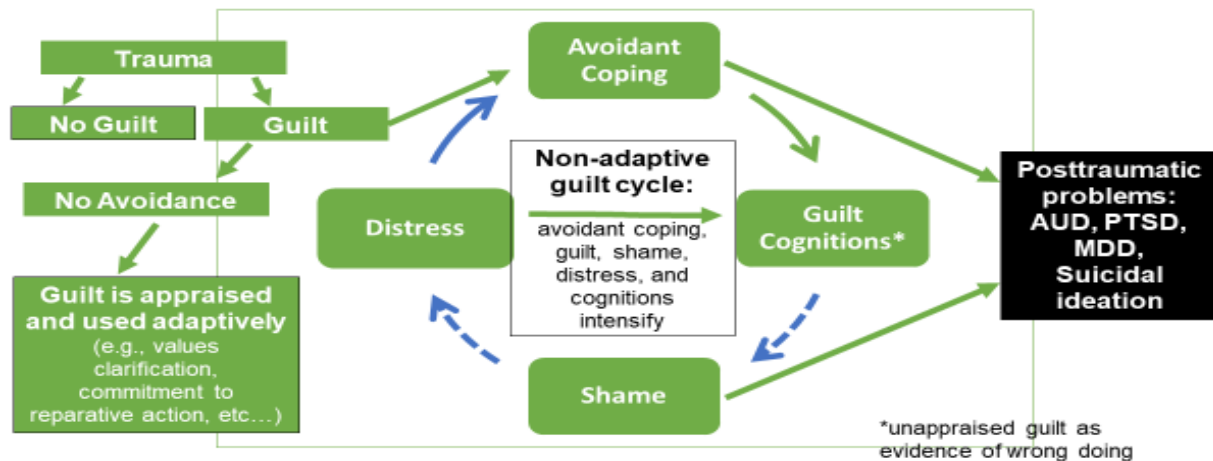 Trauma
No Guilt
Guilt
No Avoidance
Guilt is appraised
and used adaptively
(e.g., values
clarification,
commitment to
reparative action, etc...)
Avoidant
Coping
Distress
Non-adaptive
guilt cycle:
avoidant coping,
guilt, shame,
distress, and
cognitions
intensify
Guilt
Cognitions*
Shame
Posttraumatic
problems:
AUD, PTSD,
MDD,
Suicidal
ideation
*unappraised guilt as
evidence of wrong doing